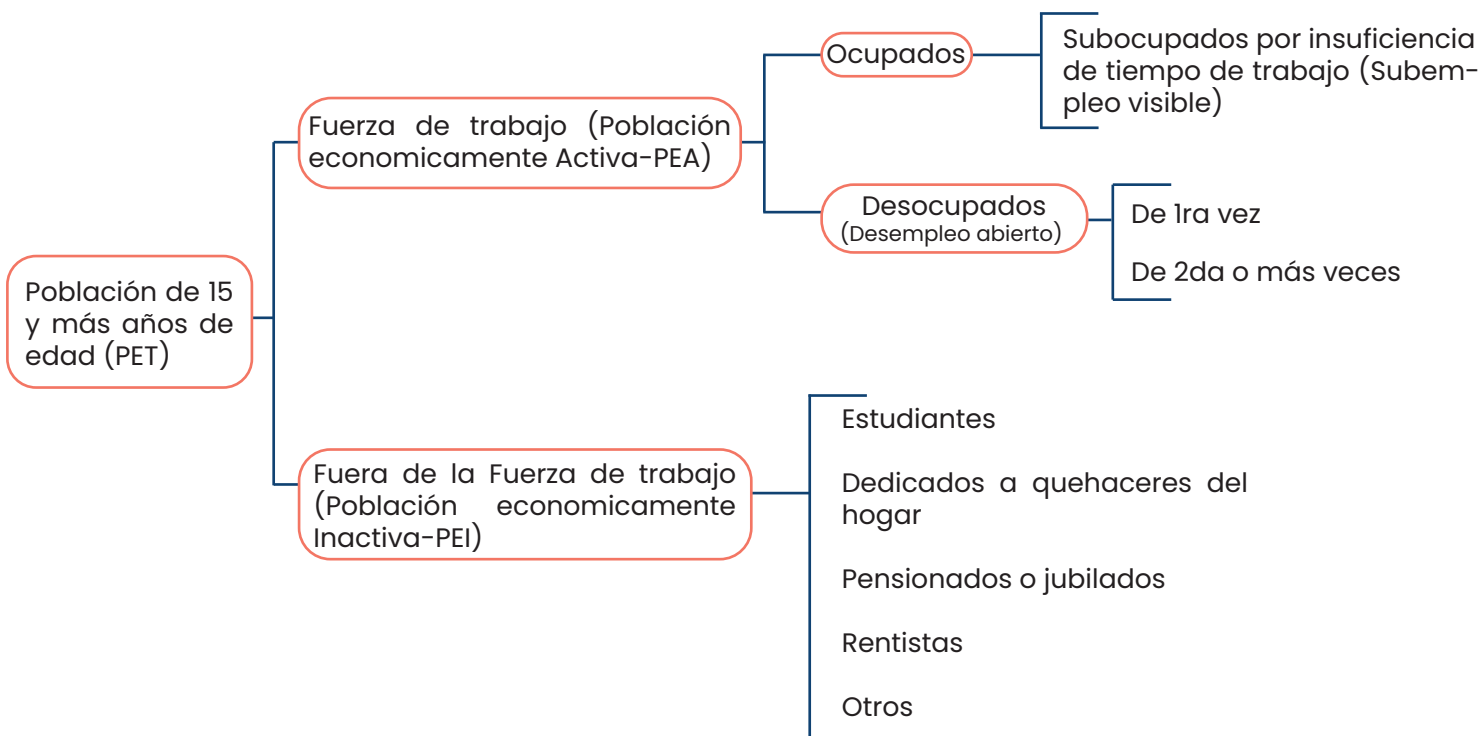 Población de 15
y más años de
edad (PET)
Fuerza de trabajo (Población
economicamente Activa-PEA)
Ocupados
Subocupados por insuficiencia
de tiempo de trabajo (Subem-
pleo visible)
Desocupados
(Desempleo abierto)
De 1ra vez
De 2da o más veces
Fuera de la Fuerza de trabajo
(Población economicamente
Inactiva-PEI)
Estudiantes
Dedicados a quehaceres del
hogar
Pensionados o jubilados
Rentistas
Otros